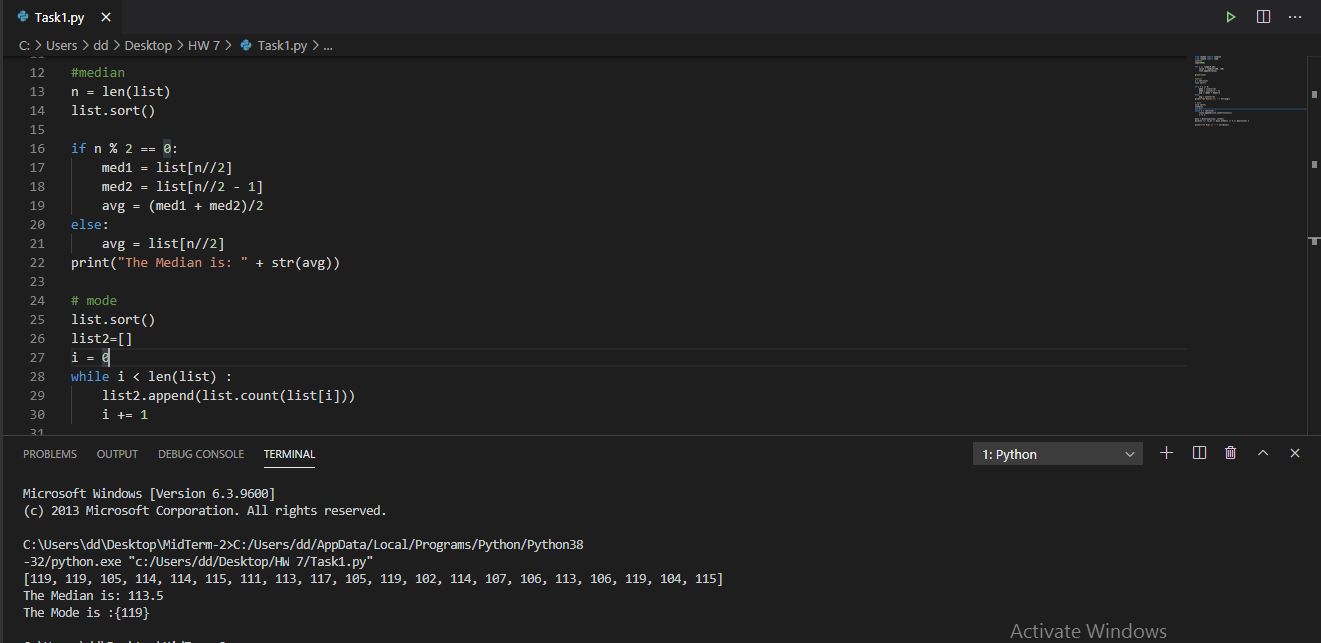 Task1.py
C: > Users > dd > Desktop > HW 7 > Task1.py > ...
12 #median
13 n = len(list)
14 list.sort()
15
16 if n % 2 == 0:
17 med1 = list[n//2]
18 med2 = list[n//2 - 1]
19 avg = (med1 + med2)/2
20 else:
21 avg = list[n//2]
22 print("The Median is: " + str(avg))
23
24 # mode
25 list.sort()
26 list2=[]
27 i = 0
28 while i < len(list) :
29 list2.append(list.count(list[i]))
30 i += 1
31
PROBLEMS OUTPUT DEBUG CONSOLE TERMINAL 1: Python
Microsoft Windows [Version 6.3.9600]
(c) 2013 Microsoft Corporation. All rights reserved.
C:\Users\dd\Desktop\MidTerm-2>C:/Users/dd/AppData/Local/Programs/Python/Python38
-32/python.exe "c:/Users/dd/Desktop/HW 7/Task1.py"
[119, 119, 105, 114, 114, 115, 111, 113, 117, 105, 119, 102, 114, 107, 106, 113, 106, 119, 104, 115]
The Median is: 113.5
The Mode is :{119}
Activate Windows